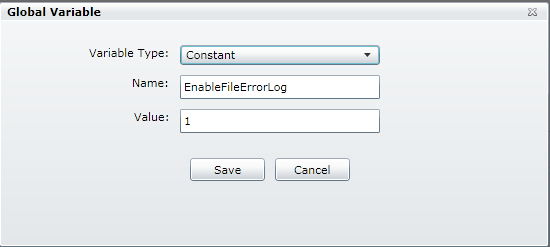 Global Variable
Variable Type: Constant
Name: EnableFileErrorLog
Value: 1
Save Cancel